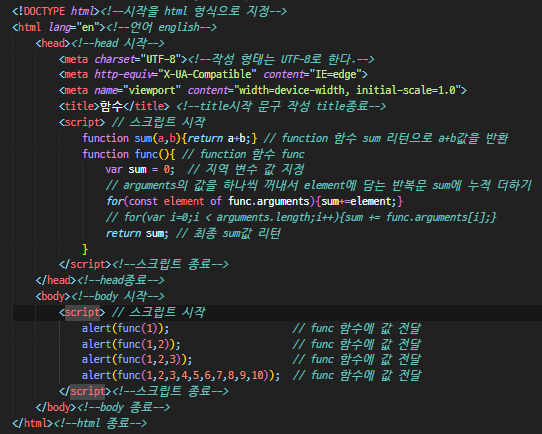 <!DOCTYPE html><!--시작을 html 형식으로 지정-->
<html lang="en"><!--언어 english-->
<head><!--head 시작-->
<meta charset="UTF-8"><!--작성 형태는 UTF-8로 한다.-->
<meta http-equiv="X-UA-Compatible" content="IE=edge">
<meta name="viewport" content="width=device-width, initial-scale=1.0">
<title>함수</title> <!--title시작 문구 작성 title종료-->
<script> // 스크립트 시작
function sum(a,b){return a+b;} // function 함수 sum 리턴으로 a+b값을 반환
function func(){ // function 함수 func
var sum = 0;  // 지역 변수 값 지정
// arguments의 값을 하나씩 꺼내서 element에 담는 반복문 sum에 누적 더하기
for(const element of func.arguments){sum+=element;}
// for(var i=0;i < arguments.length;i++){sum += func.arguments[i];}
return sum; // 최종 sum값 리턴
}
</script><!--스크립트 종료-->
</head><!--head종료-->
<body><!--body 시작-->
<script> // 스크립트 시작
alert(func(1)); // func 함수에 값 전달
alert(func(1,2)); // func 함수에 값 전달
alert(func(1,2,3)); // func 함수에 값 전달
alert(func(1,2,3,4,5,6,7,8,9,10)); // func 함수에 값 전달
</script><!--스크립트 종료-->
</body><!--body 종료-->
</html><!--html 종료-->